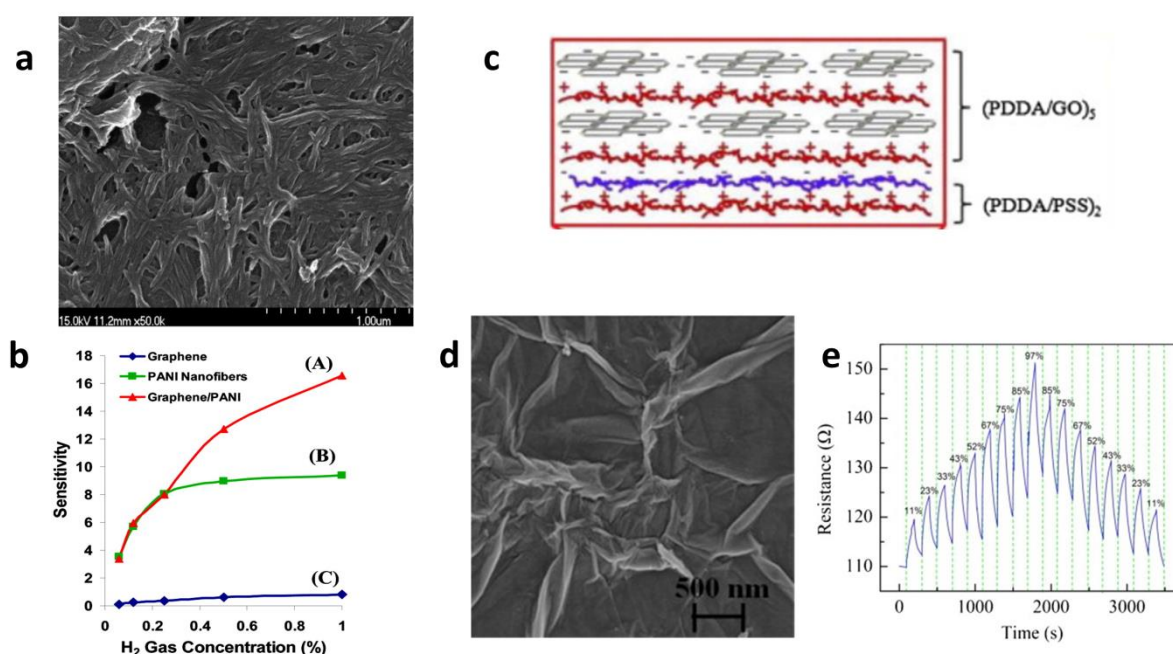 a
15.0kV 11.2mm x50.0k
1.00um
b
18
16
14
12
10
8
6
4
2
0
Sensitivity
Graphene
PANI Nanofibers
Graphene/PANI
(A)
(B)
(C)
0
0.2
0.4
0.6
0.8
1
H₂ Gas Concentration (%)
c
(PDDA/GO)₅
(PDDA/PSS)₂
d
500 nm
e
150
140
130
120
110
Resistance (Ω)
11%
23%
33%
43%
52%
67%
75%
85%
97%
85%
75%
67%
52%
43%
33%
23%
11%
0
1000
2000
3000
Time (s)